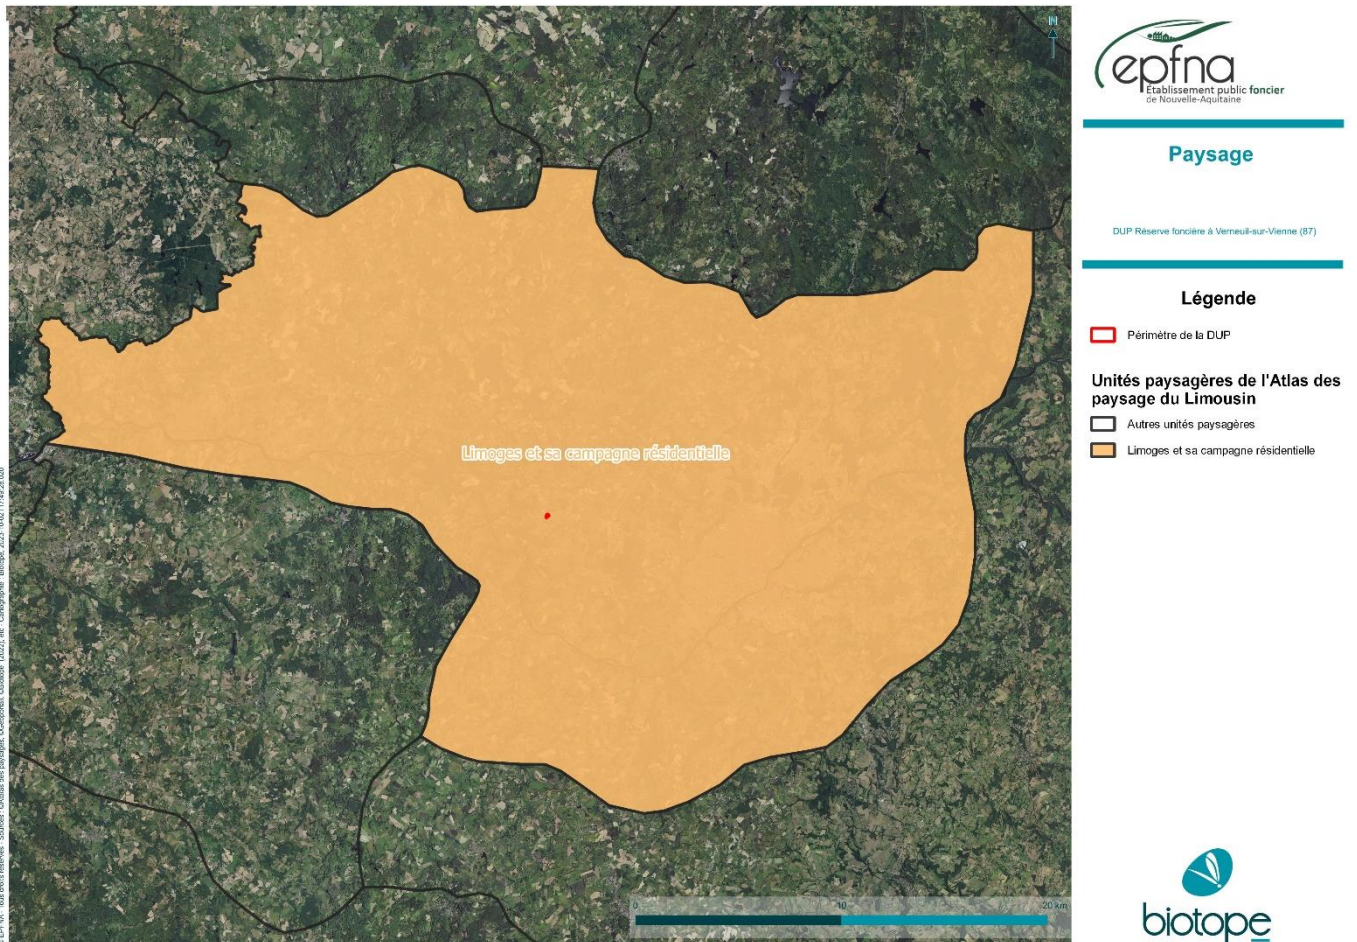 N
epfna
Établissement public foncier
de Nouvelle-Aquitaine
Paysage
DUP Réserve foncière à Verneuil-sur-Vienne (87)
Légende
Périmètre de la DUP
Unités paysagères de l'Atlas des
paysage du Limousin
Autres unités paysagères
Limoges et sa campagne résidentielle
Limoges et sa campagne résidentielle
0 10 20 km
biotope